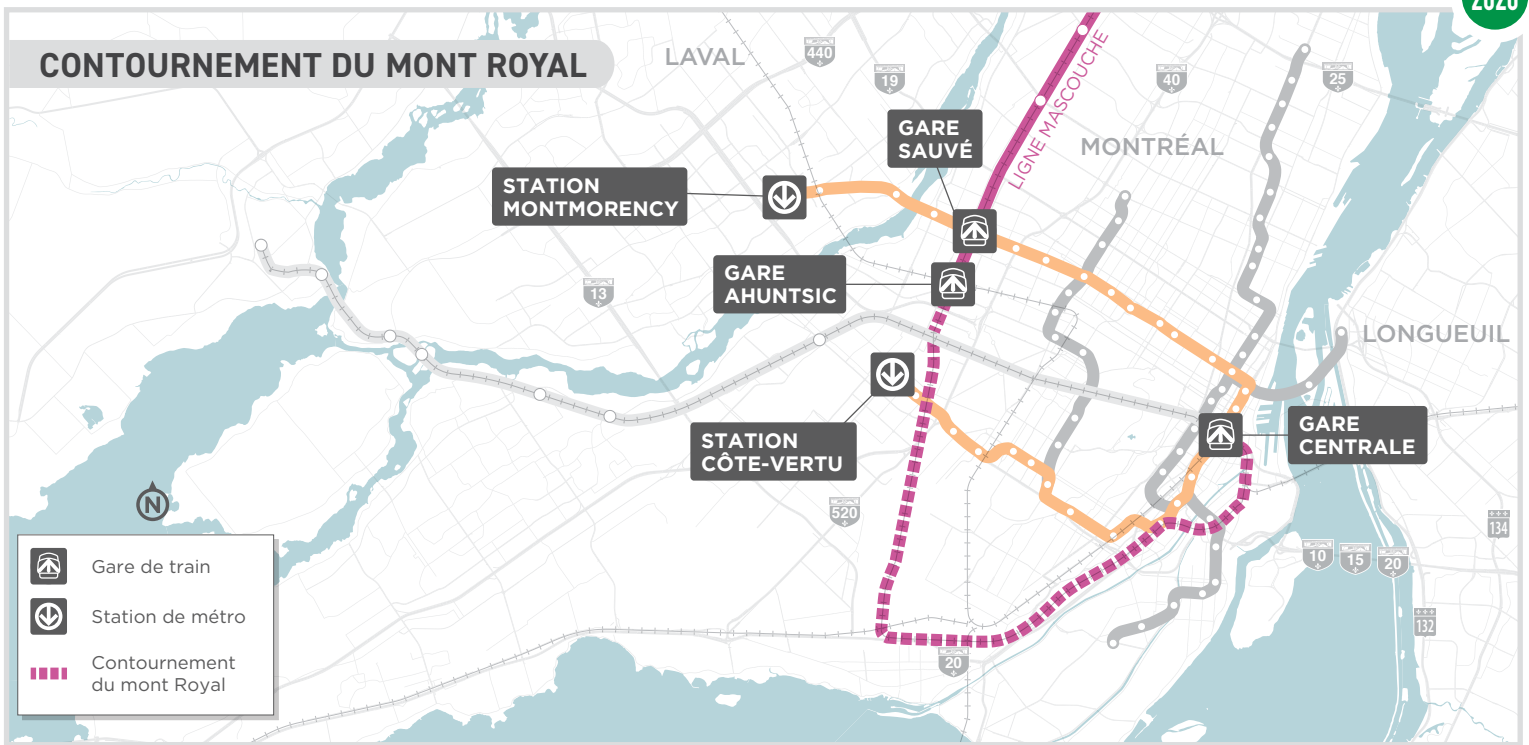 2020
CONTOURNEMENT DU MONT ROYAL
LAVAL
440
19
40
25
LIGNE MASCOUCHE
GARE
SAUVÉ
MONTRÉAL
STATION
MONTMORENCY
GARE
AHUNTSIC
13
LONGUEUIL
STATION
CÔTE-VERTU
GARE
CENTRALE
N
520
134
10
15
20
132
20
Gare de train
Station de métro
Contournement
du mont Royal